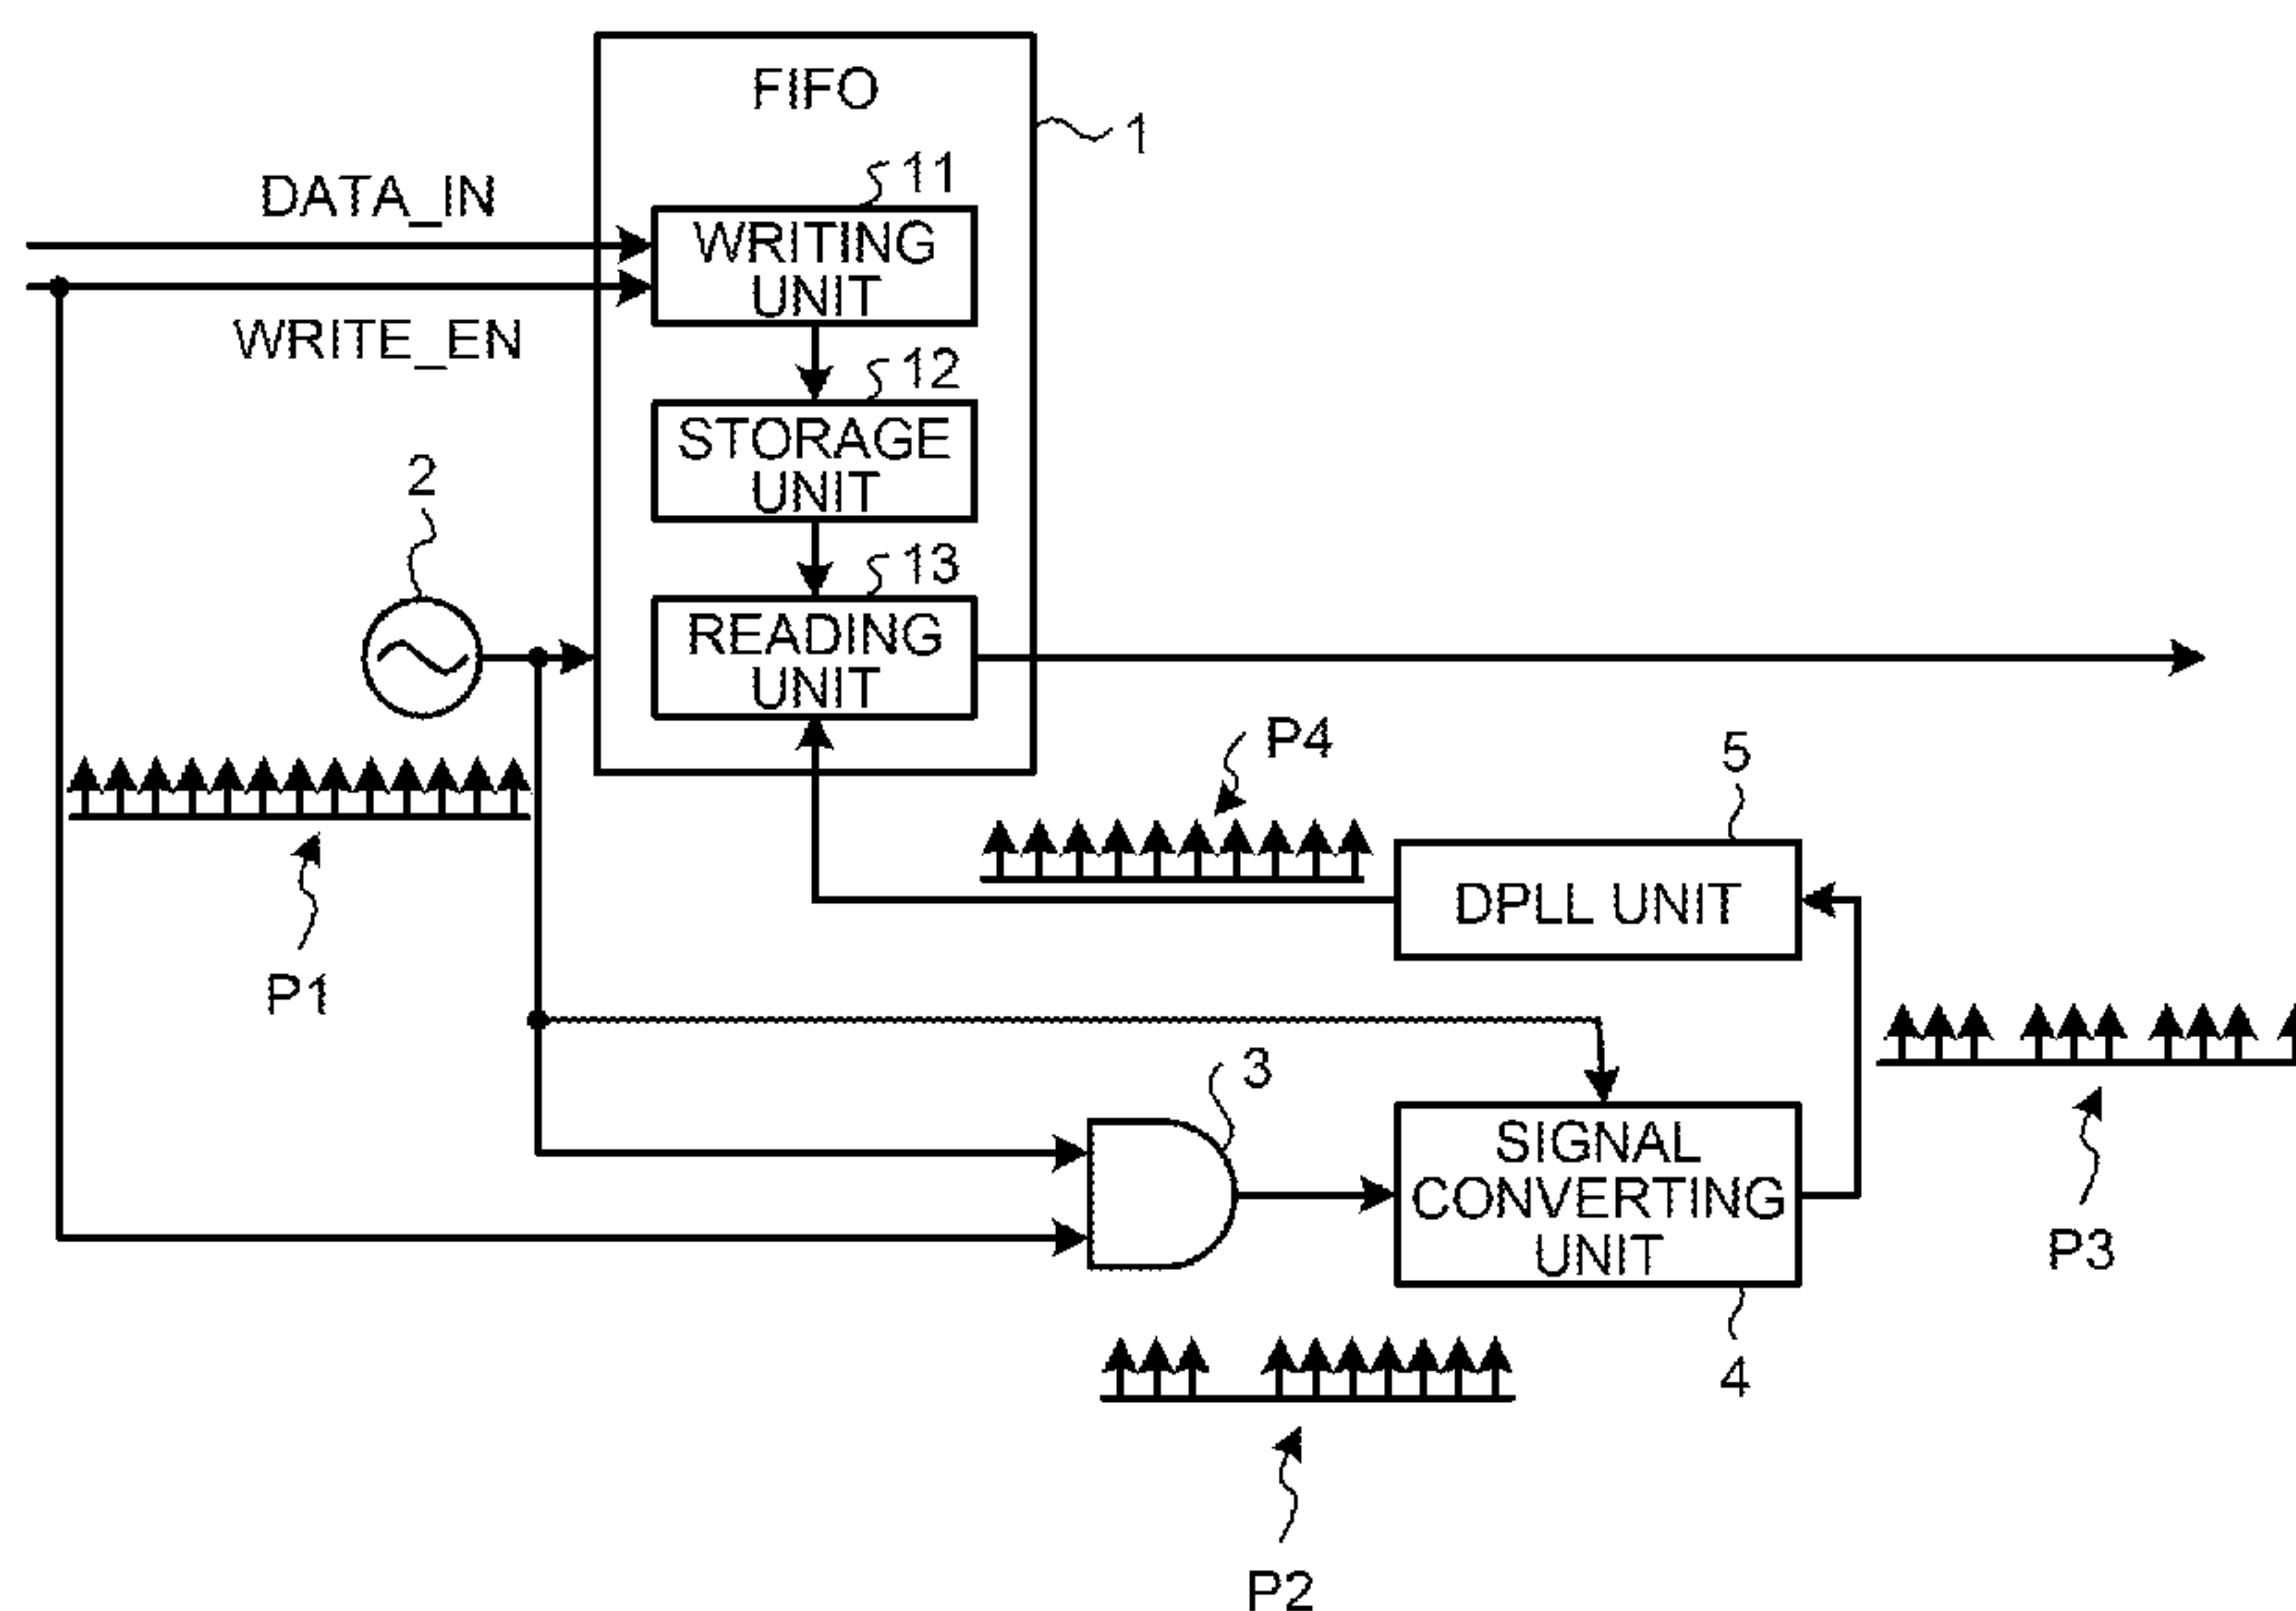 FIFO
1
11
DATA_IN
WRITING
UNIT
WRITE_EN
12
STORAGE
UNIT
2
13
READING
UNIT
P4
5
DPLL UNIT
P1
3
SIGNAL
CONVERTING
UNIT
P3
4
P2